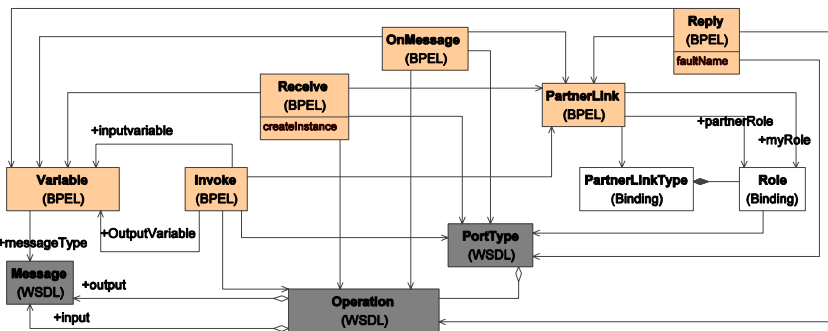 Reply
(BPEL)
faultName
OnMessage
(BPEL)
Receive
(BPEL)
createInstance
PartnerLink
(BPEL)
+partnerRole
+myRole
+inputvariable
Variable
(BPEL)
Invoke
(BPEL)
PartnerLinkType
(Binding)
Role
(Binding)
+OutputVariable
+messageType
PortType
(WSDL)
Message
(WSDL)
+output
Operation
(WSDL)
+input